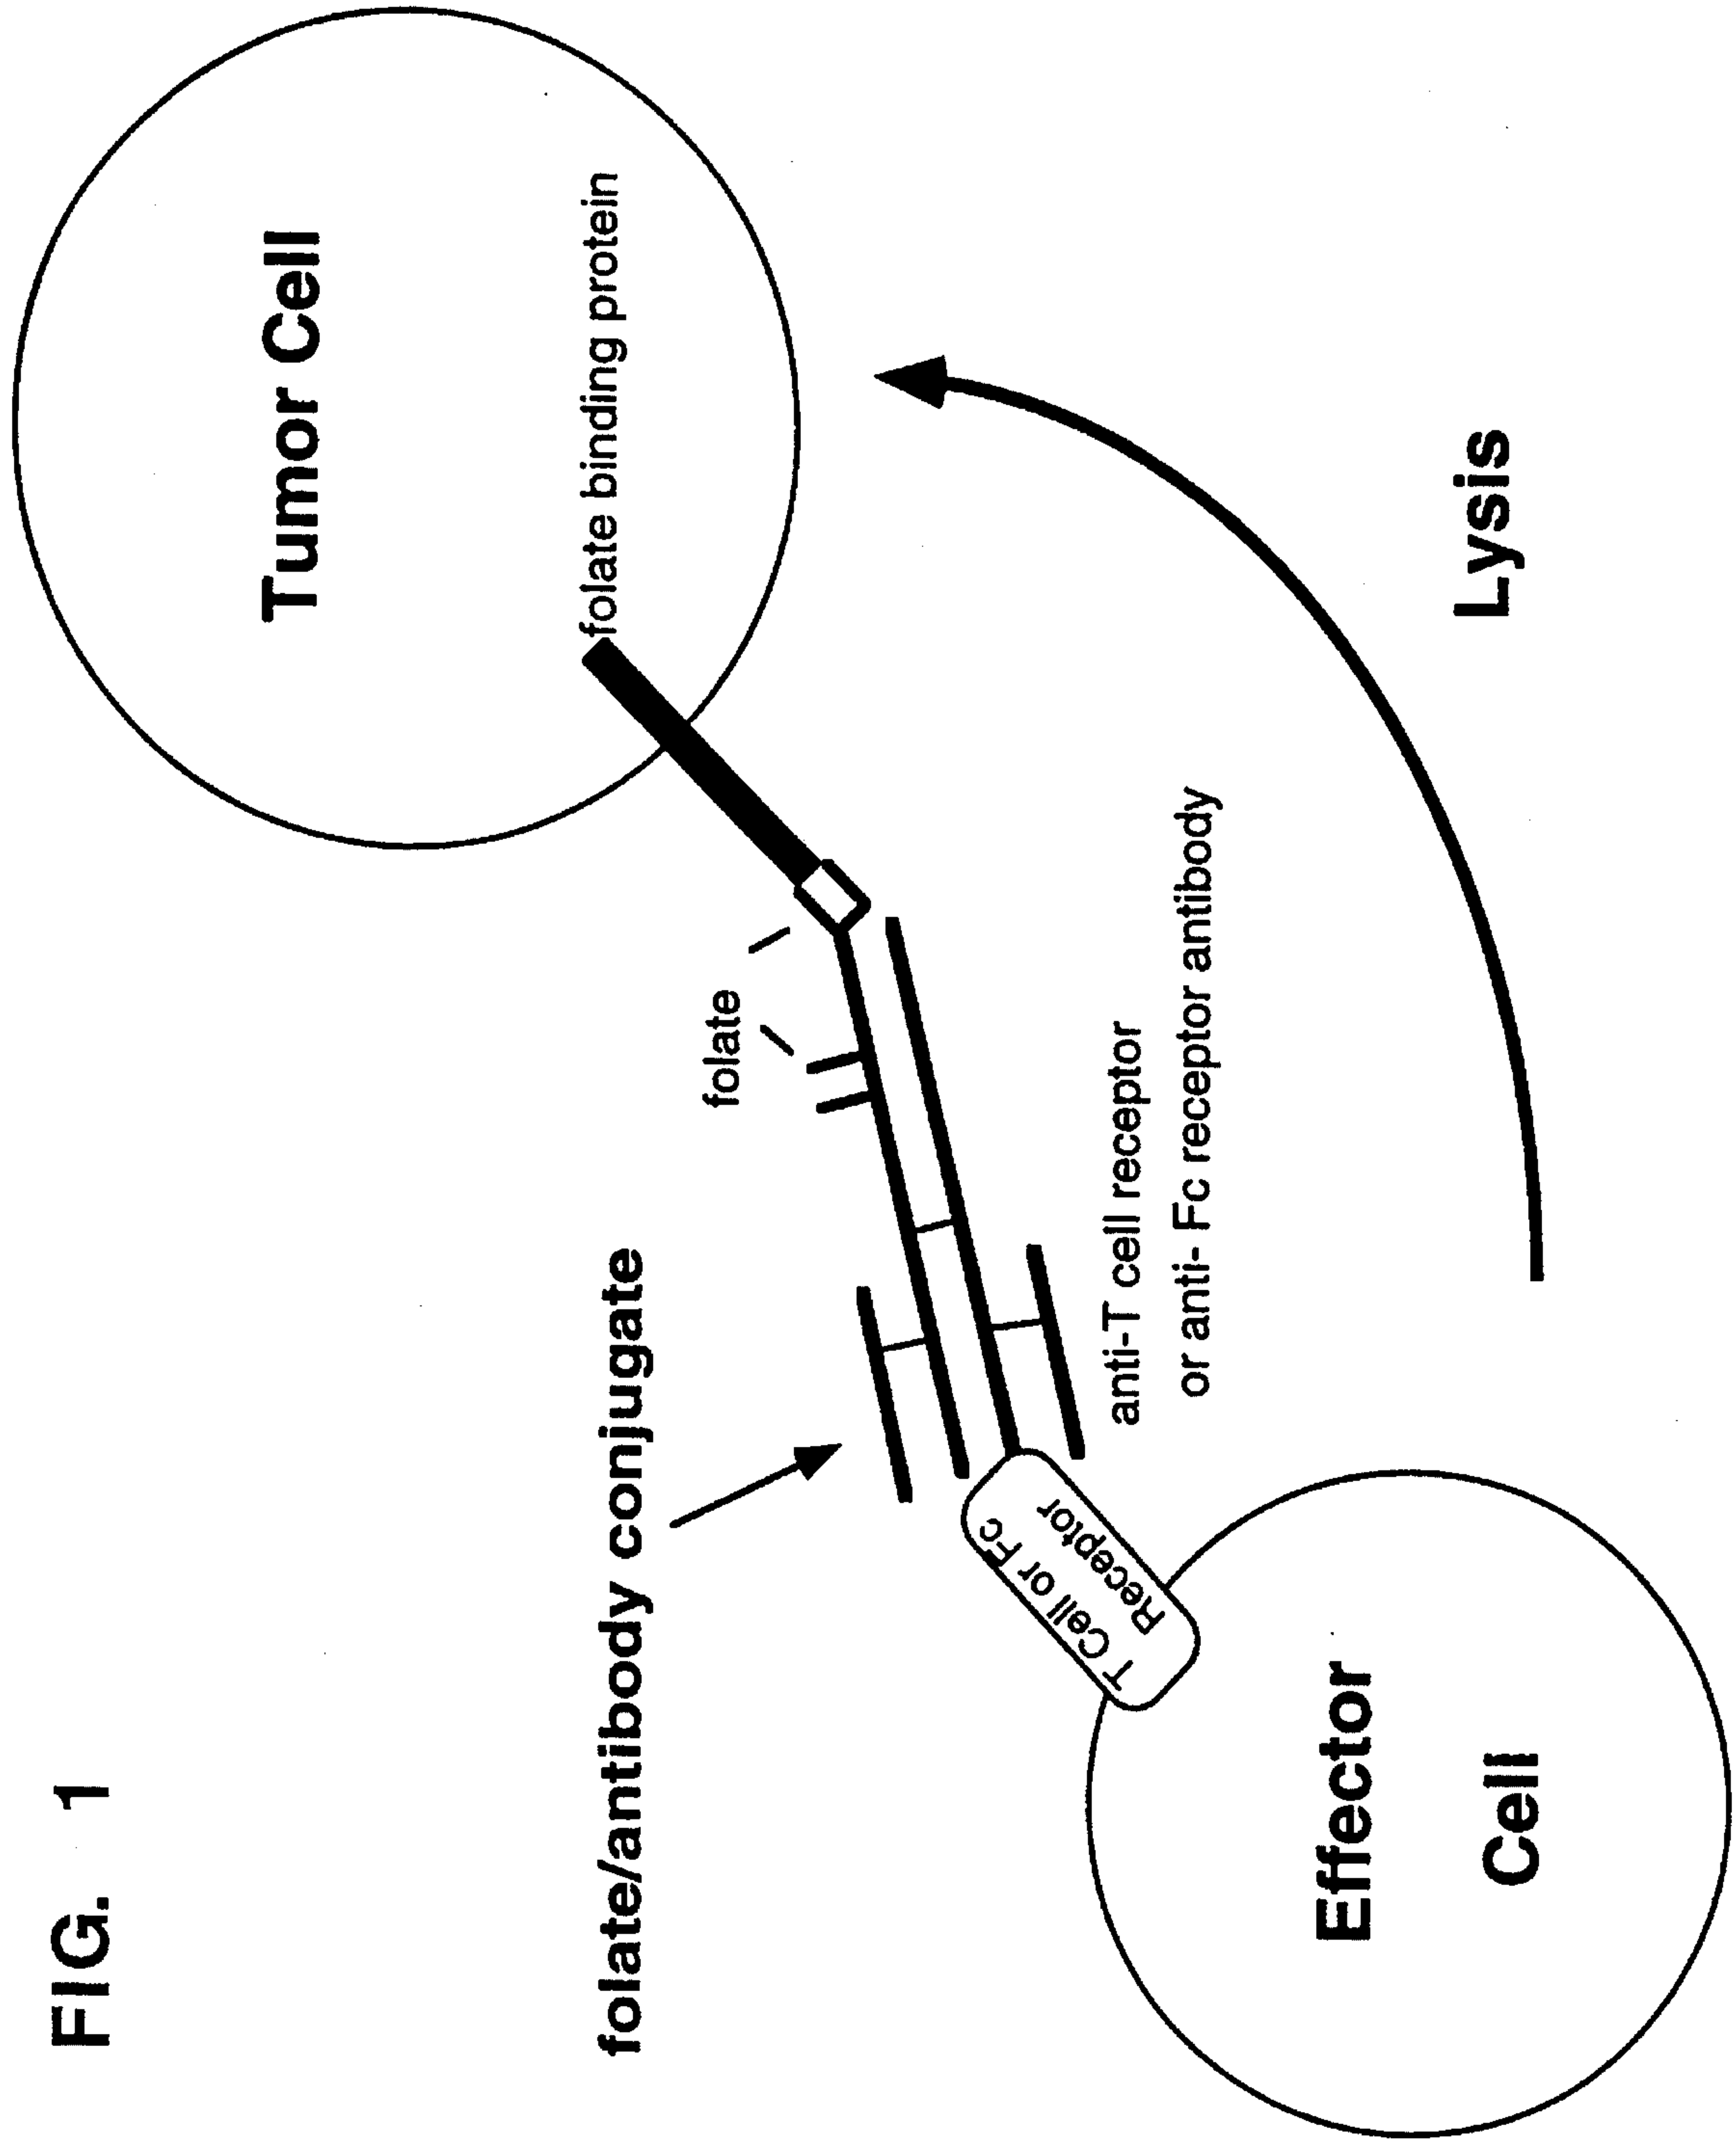 FIG. 1
Tumor Cell
folate binding protein
folate
folate/antibody conjugate
T Cell or Fc
Receptor
anti-T cell receptor
or anti- Fc receptor antibody
Effector
Cell
Lysis